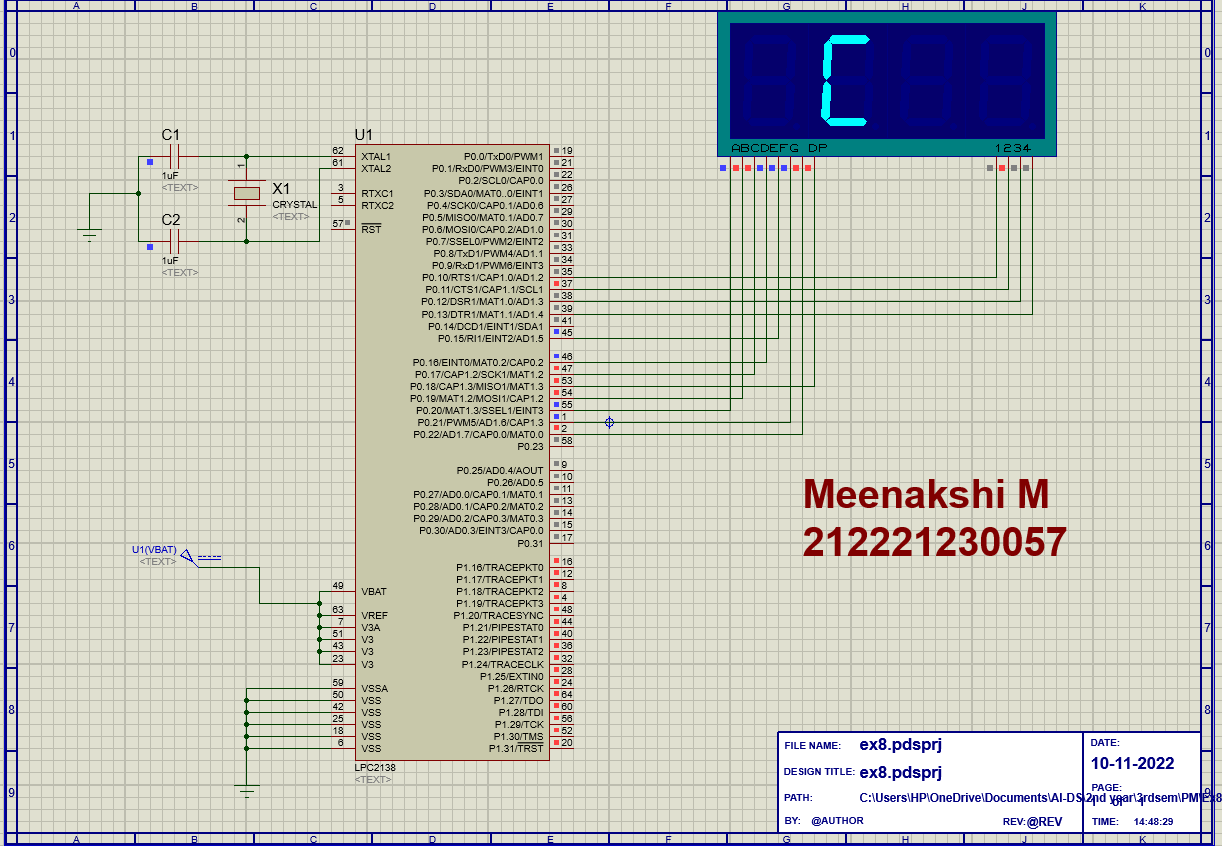 A B C D E F G H J K
0 0
C
ABCDEFG DP 1234
1 1
C1
1uF
<TEXT>
X1
CRYSTAL
<TEXT>
1
2
C2
1uF
<TEXT>
2 2
3 3
4 4
5 5
6 6
7 7
8 8
9 9
U1
62 XTAL1
61 XTAL2
3 RTXC1
5 RTXC2
57 RST
P0.0/TxD0/PWM1 19
P0.1/RxD0/PWM3/EINT0 21
P0.2/SCL0/CAP0.0 22
P0.3/SDA0/MAT0..0/EINT1 26
P0.4/SCK0/CAP0.1/AD0.6 27
P0.5/MISO0/MAT0.1/AD0.7 29
P0.6/MOSI0/CAP0.2/AD1.0 30
P0.7/SSEL0/PWM2/EINT2 31
P0.8/TxD1/PWM4/AD1.1 33
P0.9/RxD1/PWM6/EINT3 34
P0.10/RTS1/CAP1.0/AD1.2 35
P0.11/CTS1/CAP1.1/SCL1 37
P0.12/DSR1/MAT1.0/AD1.3 38
P0.13/DTR1/MAT1.1/AD1.4 39
P0.14/DCD1/EINT1/SDA1 41
P0.15/RI1/EINT2/AD1.5 45
P0.16/EINT0/MAT0.2/CAP0.2 46
P0.17/CAP1.2/SCK1/MAT1.2 47
P0.18/CAP1.3/MISO1/MAT1.3 53
P0.19/MAT1.2/MOSI1/CAP1.2 54
P0.20/MAT1.3/SSEL1/EINT3 55
P0.21/PWM5/AD1.6/CAP1.3 1
P0.22/AD1.7/CAP0.0/MAT0.0 2
P0.23 58
P0.25/AD0.4/AOUT 9
P0.26/AD0.5 10
P0.27/AD0.0/CAP0.1/MAT0.1 11
P0.28/AD0.1/CAP0.2/MAT0.2 13
P0.29/AD0.2/CAP0.3/MAT0.3 14
P0.30/AD0.3/EINT3/CAP0.0 15
P0.31 17
P1.16/TRACEPKT0 16
P1.17/TRACEPKT1 12
P1.18/TRACEPKT2 8
P1.19/TRACEPKT3 4
P1.20/TRACESYNC 48
P1.21/PIPESTAT0 44
P1.22/PIPESTAT1 40
P1.23/PIPESTAT2 36
P1.24/TRACECLK 32
P1.25/EXTIN0 28
P1.26/RTCK 24
P1.27/TDO 64
P1.28/TDI 60
P1.29/TCK 56
P1.30/TMS 52
P1.31/TRST 20
U1(VBAT)
<TEXT>
49 VBAT
63 VREF
7 V3A
51 V3
43 V3
23 V3
59 VSSA
50 VSS
42 VSS
25 VSS
18 VSS
6 VSS
LPC2138
<TEXT>
Meenakshi M
212221230057
FILE NAME: ex8.pdsprj
DESIGN TITLE: ex8.pdsprj
PATH: C:\Users\HP\OneDrive\Documents\AI-DS\2nd year\3rdsem\PM\Ex8
BY: @AUTHOR REV:@REV
DATE:
10-11-2022
PAGE:
TIME: 14:48:29
A B C D E F G H J K